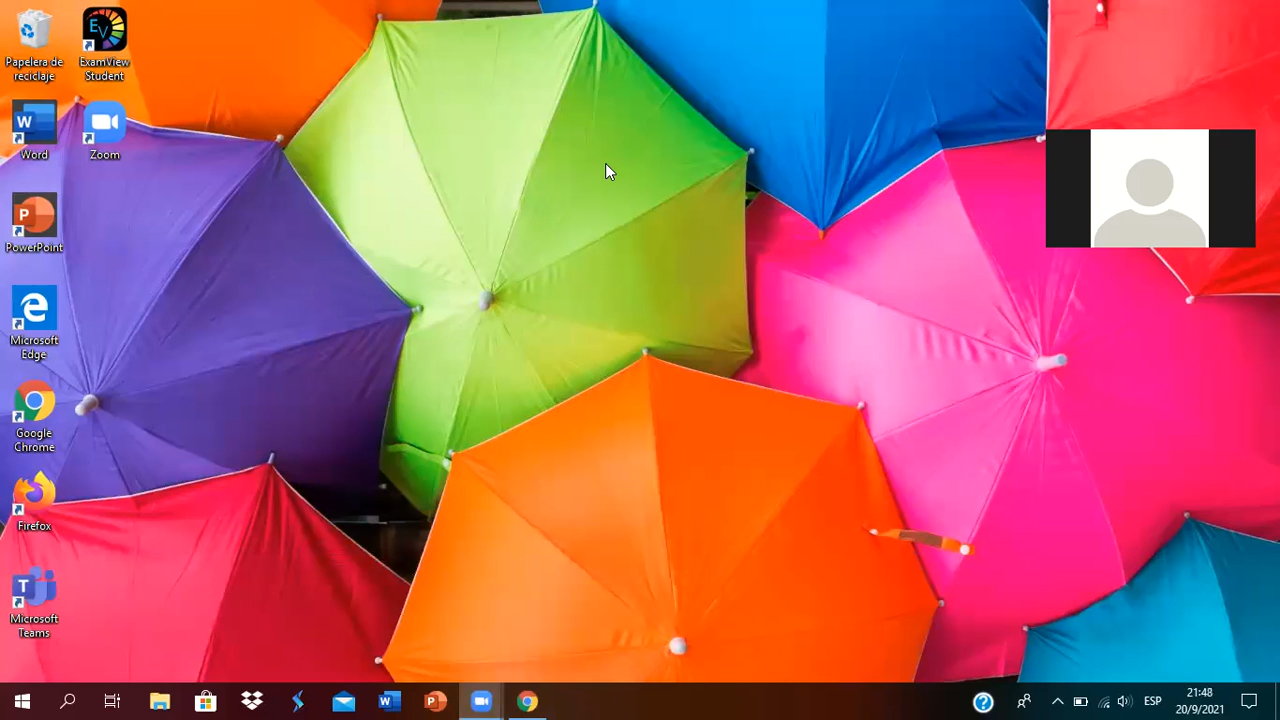 Papelera de
reciclaje
EV
ExamView
Student
W
Word
Zoom
P
PowerPoint
Microsoft
Edge
Google
Chrome
Firefox
T
Microsoft
Teams
W
P
?
ESP
21:48
20/9/2021